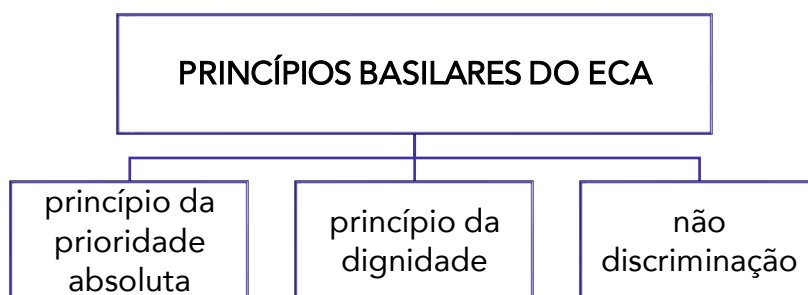 PRINCÍPIOS BASILARES DO ECA
princípio da
prioridade
absoluta
princípio da
dignidade
não
discriminação